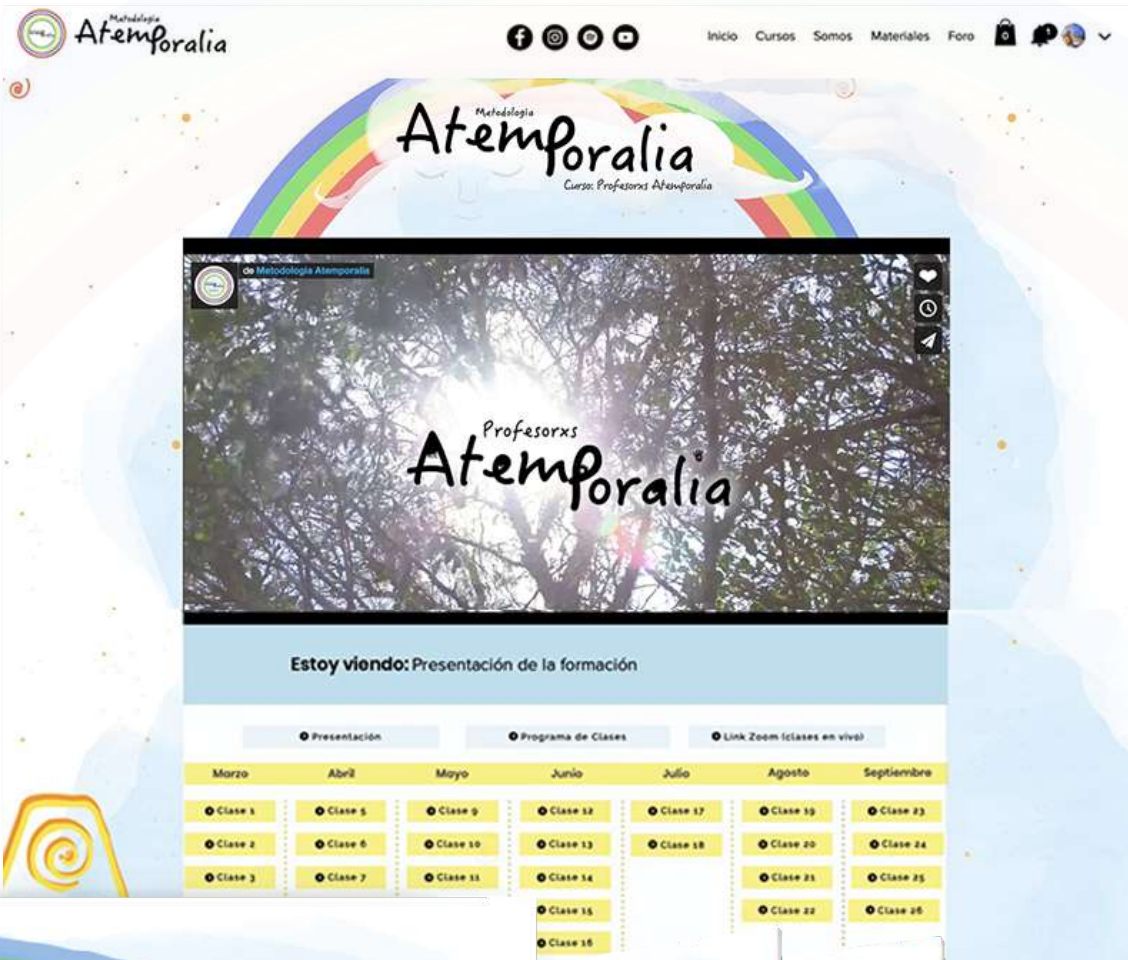 Metodología
Atemporalia
Inicio Cursos Somos Materiales Foro 0
Metodología
Atemporalia
Curso: Profesorxs Atemporalia
de Metodología Atemporalia
Profesorxs
Atemporalia
Estoy viendo: Presentación de la formación
Presentación Programa de Clases Link Zoom (clases en vivo)
Marzo Abril Mayo Junio Julio Agosto Septiembre
Clase 1 Clase 5 Clase 9 Clase 12 Clase 17 Clase 19 Clase 23
Clase 2 Clase 6 Clase 10 Clase 13 Clase 18 Clase 20 Clase 24
Clase 3 Clase 7 Clase 11 Clase 14 Clase 21 Clase 25
Clase 15 Clase 22 Clase 26
Clase 16